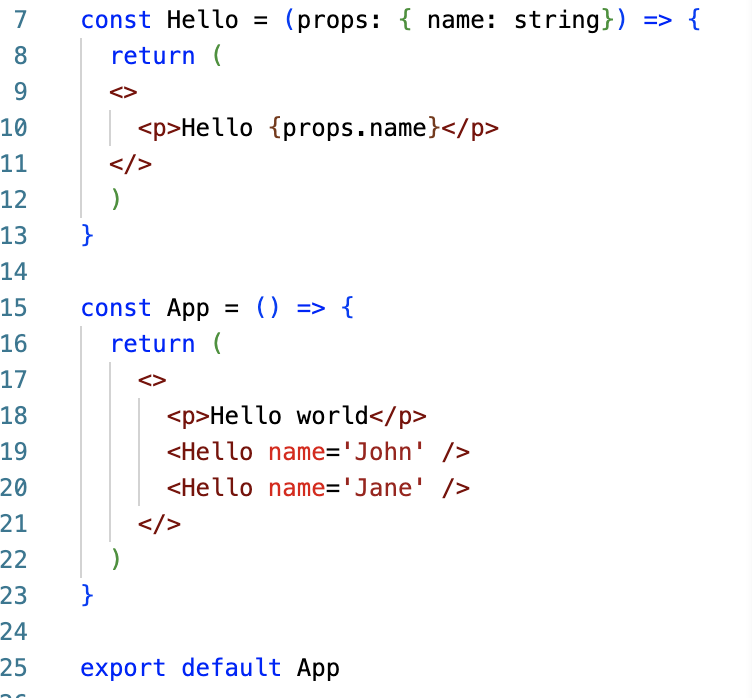 7 const Hello = (props: { name: string}) => {
8   return (
9   <>
10     <p>Hello {props.name}</p>
11   </>
12   )
13 }
14
15 const App = () => {
16   return (
17     <>
18       <p>Hello world</p>
19       <Hello name='John' />
20       <Hello name='Jane' />
21     </>
22   )
23 }
24
25 export default App